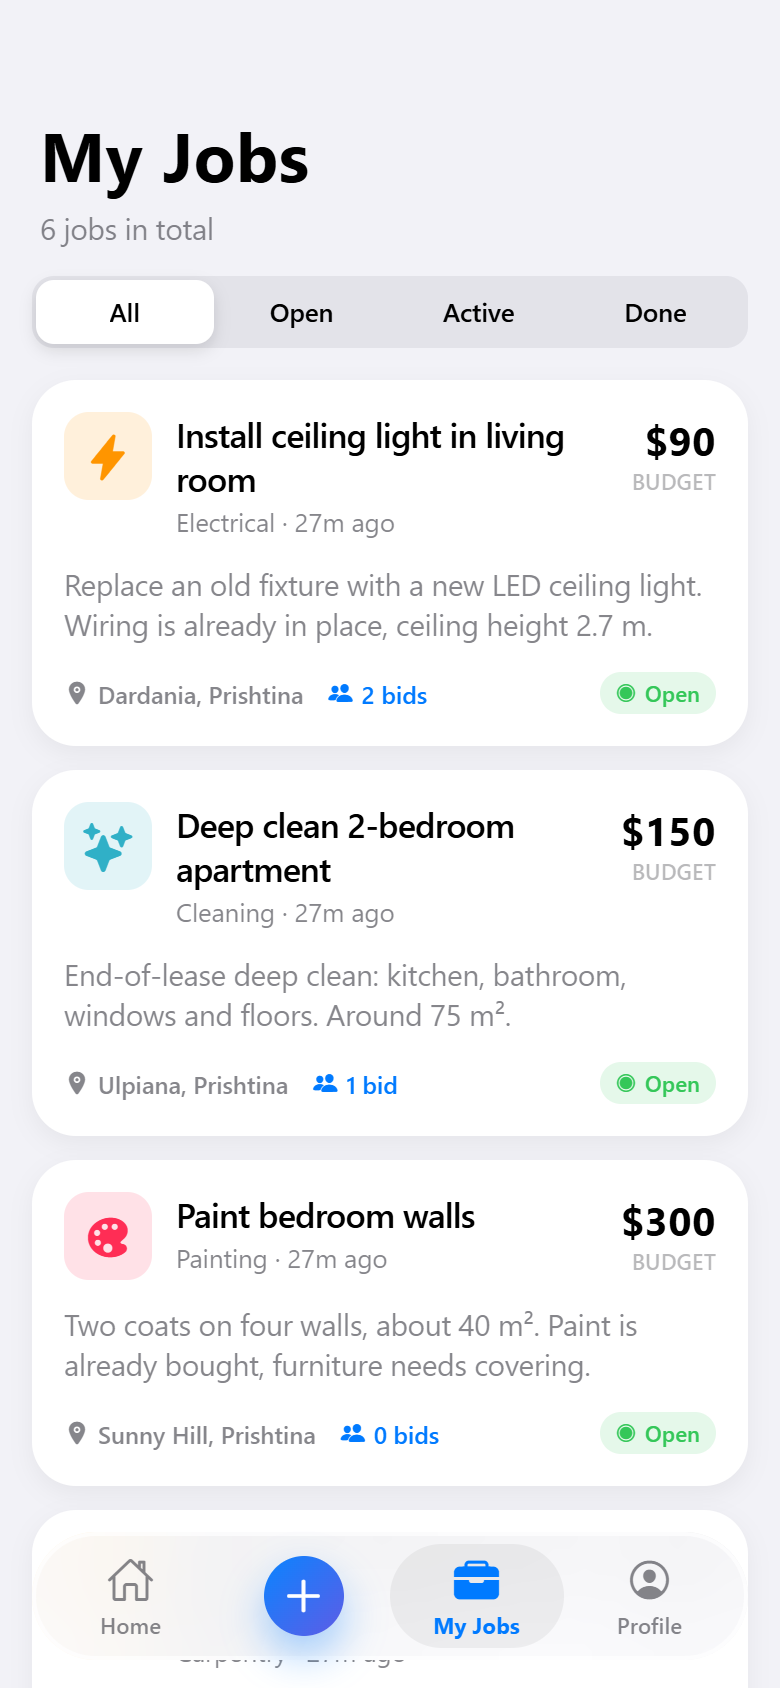 My Jobs
6 jobs in total
All
Open
Active
Done
Install ceiling light in living
room
$90
BUDGET
Electrical · 27m ago
Replace an old fixture with a new LED ceiling light.
Wiring is already in place, ceiling height 2.7 m.
Dardania, Prishtina
2 bids
Open
Deep clean 2-bedroom
apartment
$150
BUDGET
Cleaning · 27m ago
End-of-lease deep clean: kitchen, bathroom,
windows and floors. Around 75 m².
Ulpiana, Prishtina
1 bid
Open
Paint bedroom walls
$300
BUDGET
Painting · 27m ago
Two coats on four walls, about 40 m². Paint is
already bought, furniture needs covering.
Sunny Hill, Prishtina
0 bids
Open
Home
My Jobs
Profile
Carpentry · 27m ago